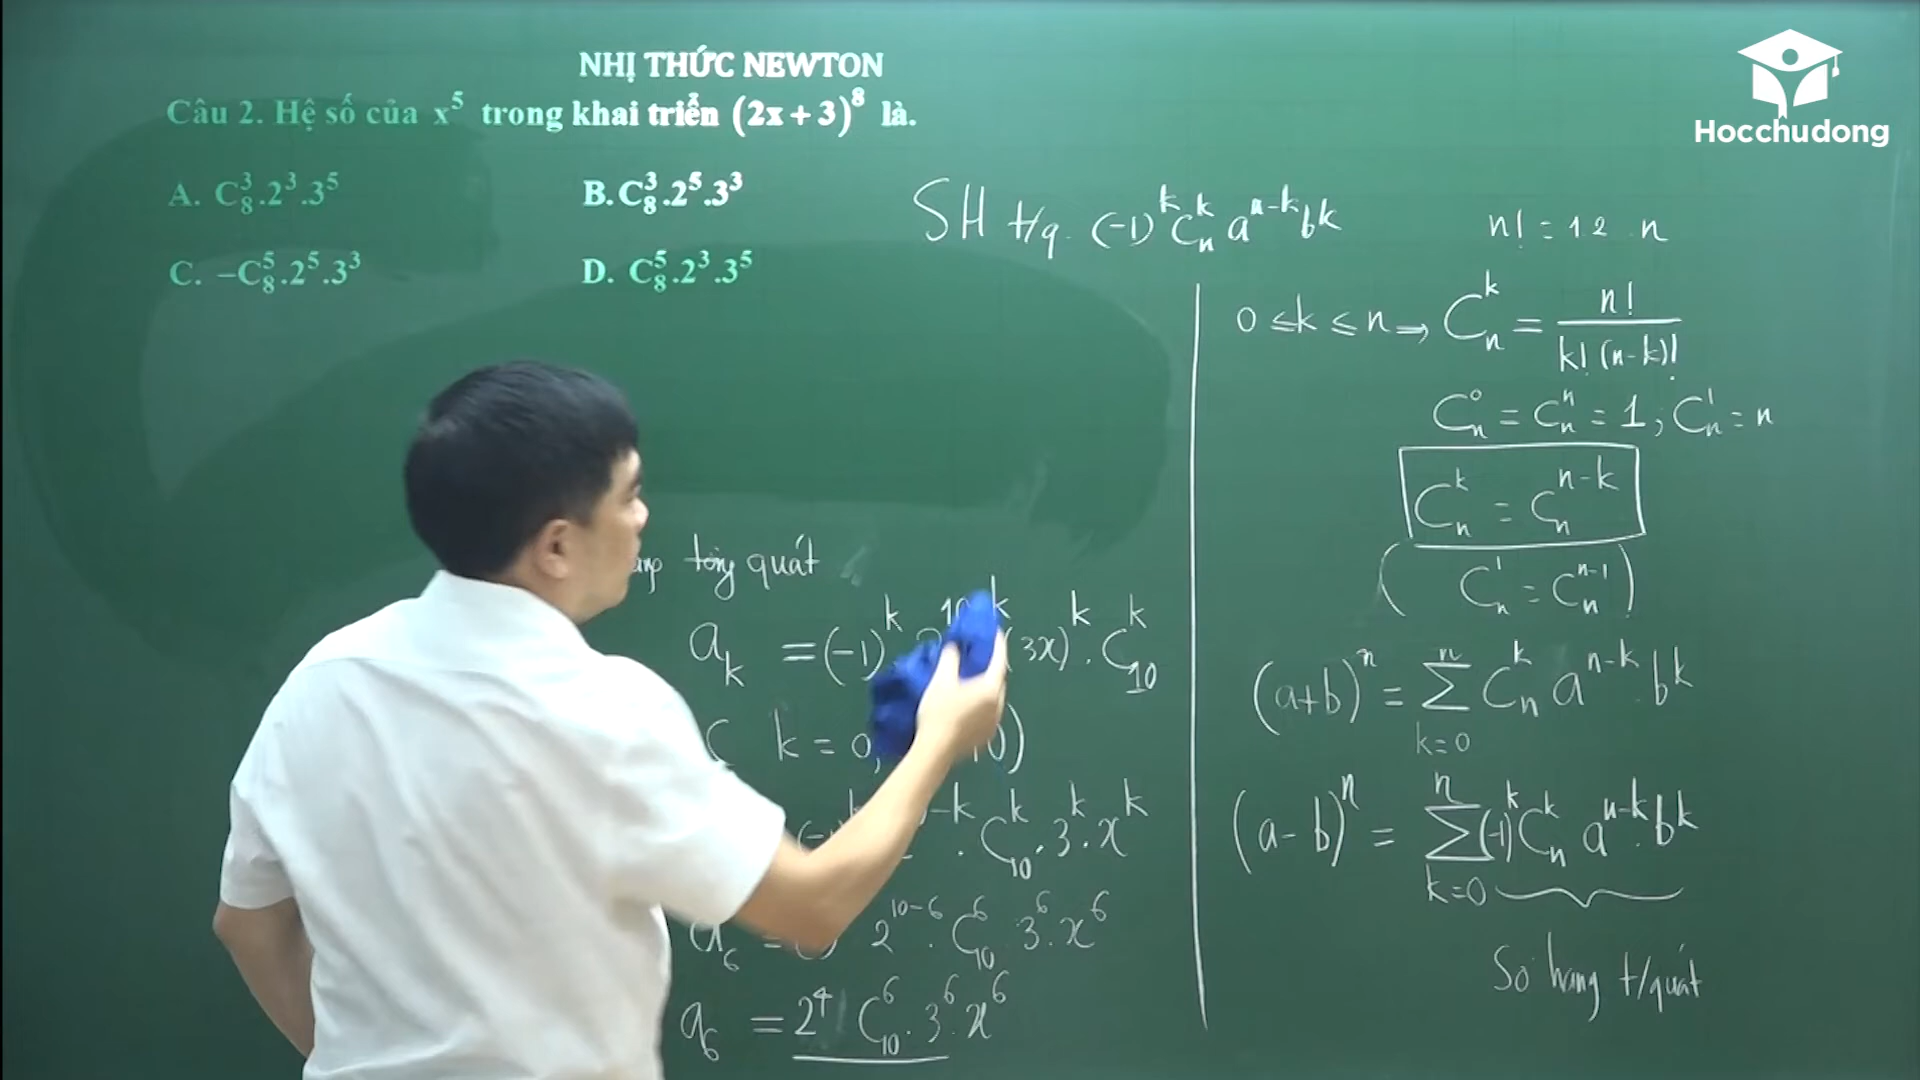 NHỊ THỨC NEWTON
Câu 2. Hệ số của x⁵ trong khai triển (2x + 3)⁸ là.
A. C₈³.2³.3⁵
B. C₈³.2⁵.3³
C. –C₈⁵.2⁵.3³
D. C₈⁵.2³.3⁵
Hocchudong
SH t/q. (-1)ᵏ Cₙᵏ aⁿ⁻ᵏ bᵏ
tổng quát
aₖ = (-1)ᵏ (3x)ᵏ . C₁₀ᵏ
( k = 0, 10)
. C₁₀ᵏ . 3ᵏ . xᵏ
a₆ = 2¹⁰⁻⁶ . C₁₀⁶ . 3⁶ . x⁶
a₆ = 2⁴ C₁₀⁶ . 3⁶ . x⁶
n! = 1.2 . n
0 ≤ k ≤ n → Cₙᵏ = n! / k! (n-k)!
Cₙ⁰ = Cₙⁿ = 1 ; Cₙ¹ = n
Cₙᵏ = Cₙⁿ⁻ᵏ
( Cₙ¹ = Cₙⁿ⁻¹ )
(a+b)ⁿ = ∑ₖ₌₀ⁿ Cₙᵏ aⁿ⁻ᵏ . bᵏ
(a-b)ⁿ = ∑ₖ₌₀ⁿ (-1)ᵏ Cₙᵏ aⁿ⁻ᵏ . bᵏ
Số hạng t/quát